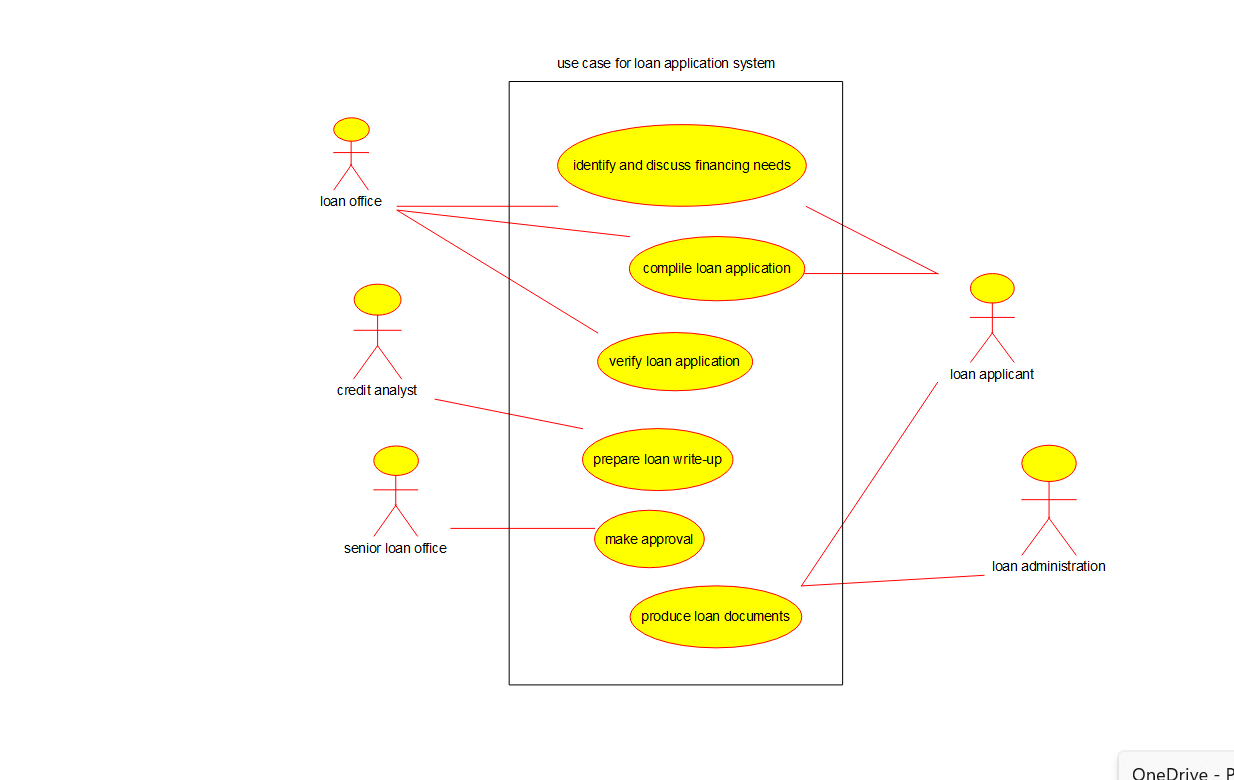 use case for loan application system
identify and discuss financing needs
loan office
complile loan application
verify loan application
loan applicant
credit analyst
prepare loan write-up
make approval
senior loan office
loan administration
produce loan documents
OneDrive - P